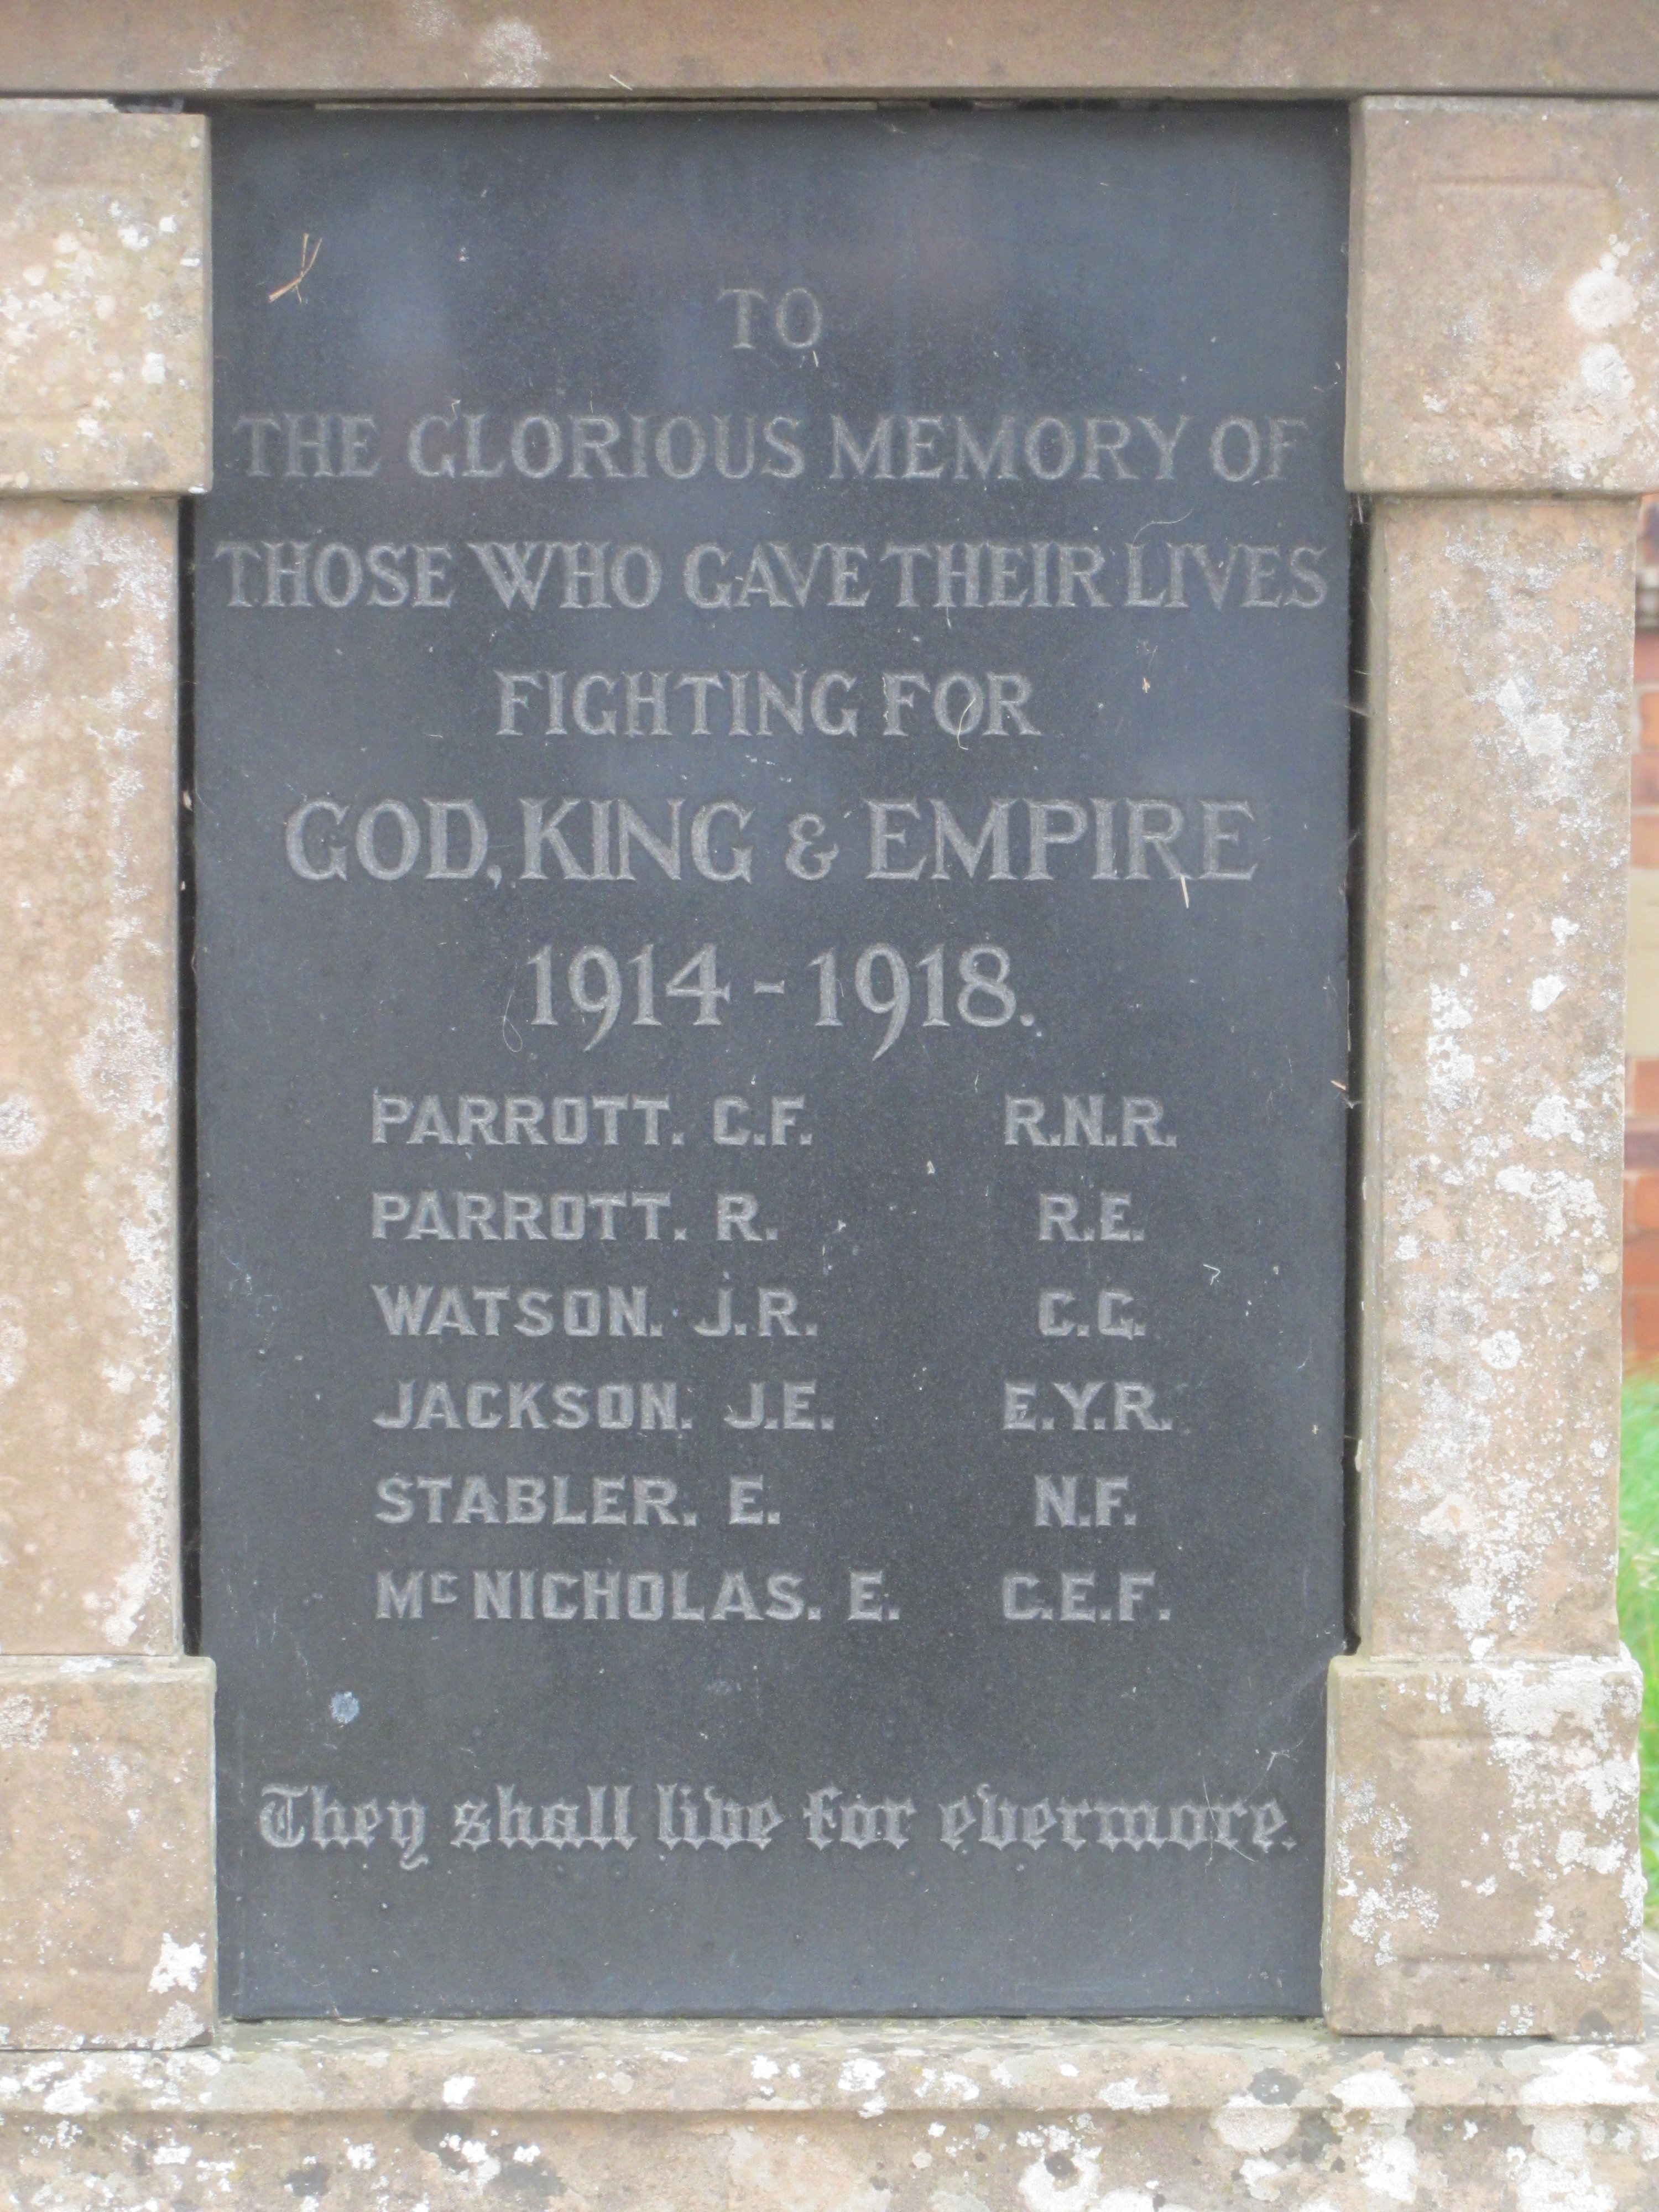 TO
THE GLORIOUS MEMORY OF
THOSE WHO GAVE THEIR LIVES
FIGHTING FOR
GOD, KING & EMPIRE
1914 - 1918.
PARROTT. C.F. R.N.R.
PARROTT. R. R.E.
WATSON. J.R. C.G.
JACKSON. J.E. E.Y.R.
STABLER. E. N.F.
McNICHOLAS. E. C.E.F.
They shall live for evermore.